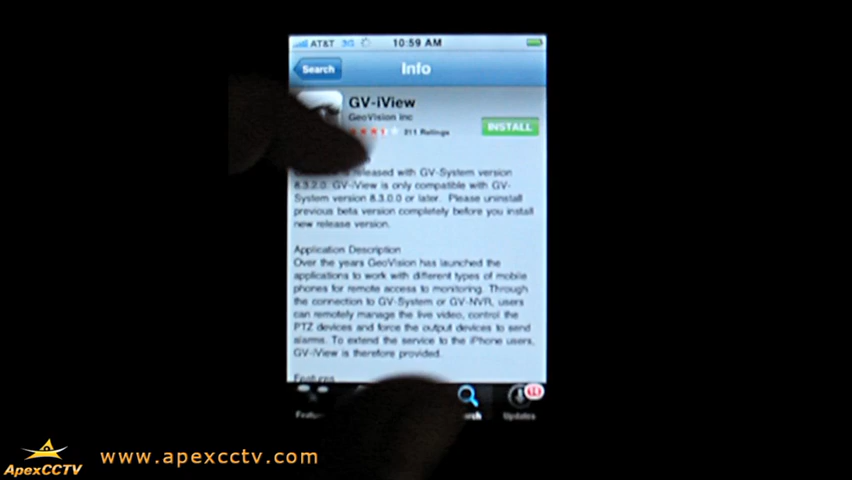 AT&T 3G 10:59 AM
Search Info
GV-iView
GeoVision Inc
211 Ratings INSTALL
released with GV-System version
8.3.2.0. GV-iView is only compatible with GV-
System version 8.3.0.0 or later. Please uninstall
previous beta version completely before you install
new release version.
Application Description
Over the years GeoVision has launched the
applications to work with different types of mobile
phones for remote access to monitoring. Through
the connection to GV-System or GV-NVR, users
can remotely manage the live video, control the
PTZ devices and force the output devices to send
alarms. To extend the service to the iPhone users,
GV-iView is therefore provided.
Features
14
Updates
ApexCCTV www.apexcctv.com